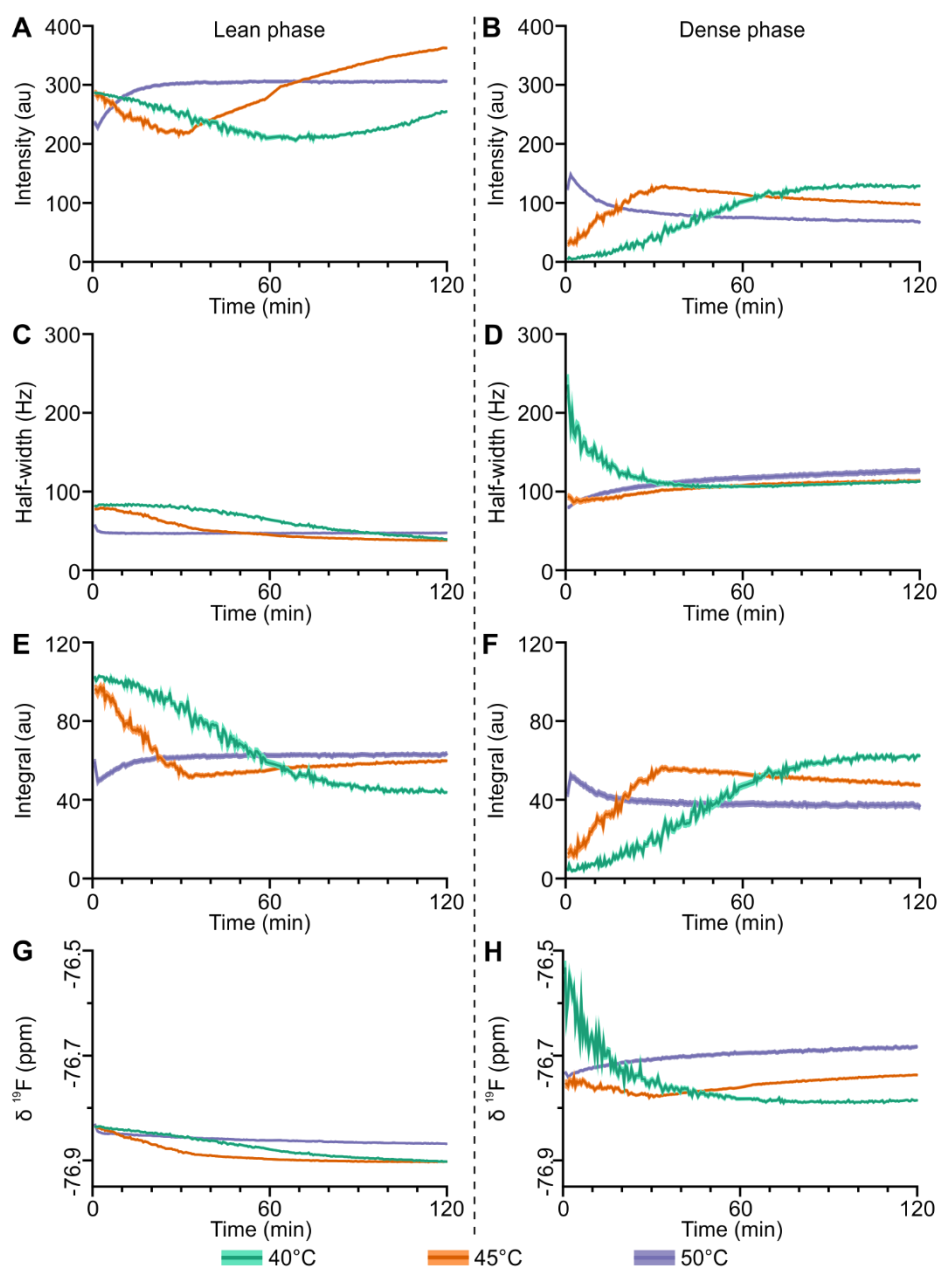 A Lean phase
400
300
200
100
0
Intensity (au)
0 60 120
Time (min)
B Dense phase
400
300
200
100
0
Intensity (au)
0 60 120
Time (min)
C
300
200
100
0
Half-width (Hz)
0 60 120
Time (min)
D
300
200
100
0
Half-width (Hz)
0 60 120
Time (min)
E
120
80
40
0
Integral (au)
0 60 120
Time (min)
F
120
80
40
0
Integral (au)
0 60 120
Time (min)
G
-76.5
-76.7
-76.9
δ ¹⁹F (ppm)
0 60 120
Time (min)
H
-76.5
-76.7
-76.9
δ ¹⁹F (ppm)
0 60 120
Time (min)
40°C 45°C 50°C